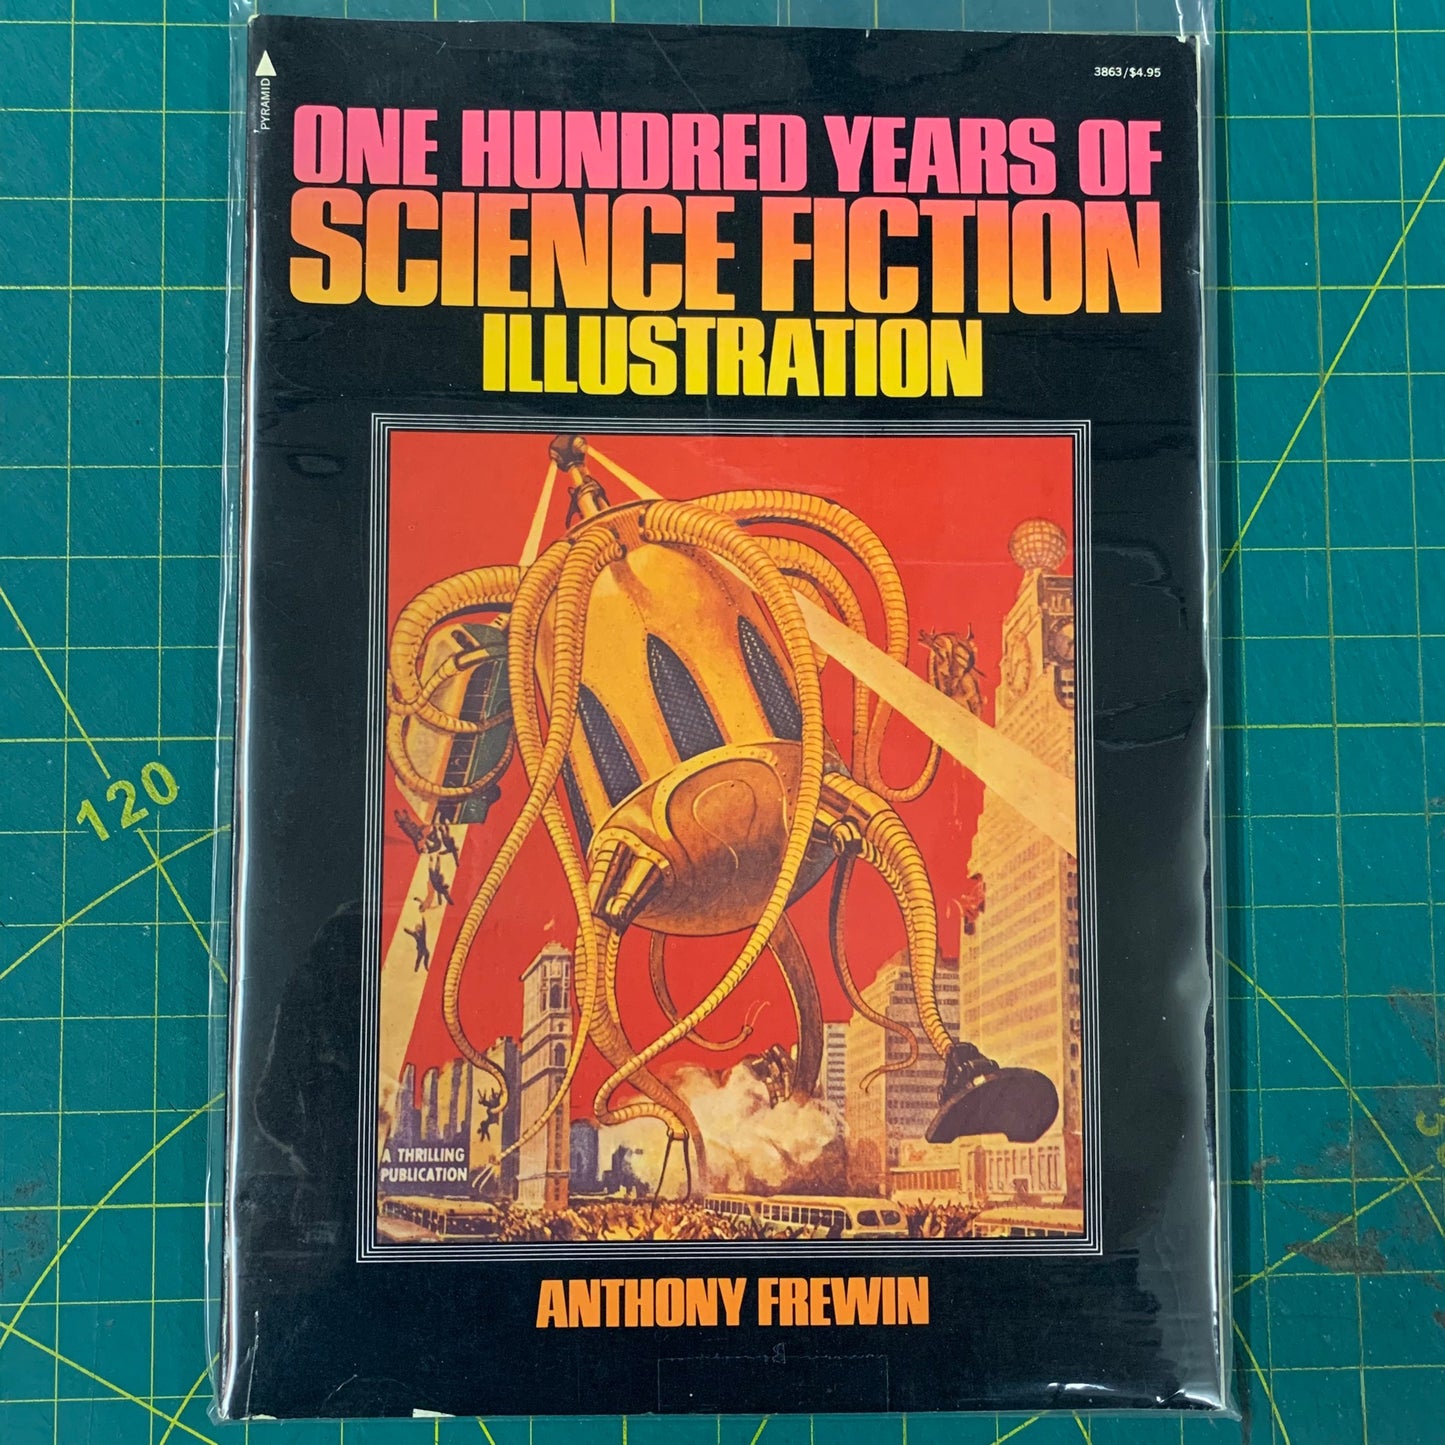 PYRAMID
3863/$4.95
ONE HUNDRED YEARS OF
SCIENCE FICTION
ILLUSTRATION
A THRILLING
PUBLICATION
ANTHONY FREWIN
120